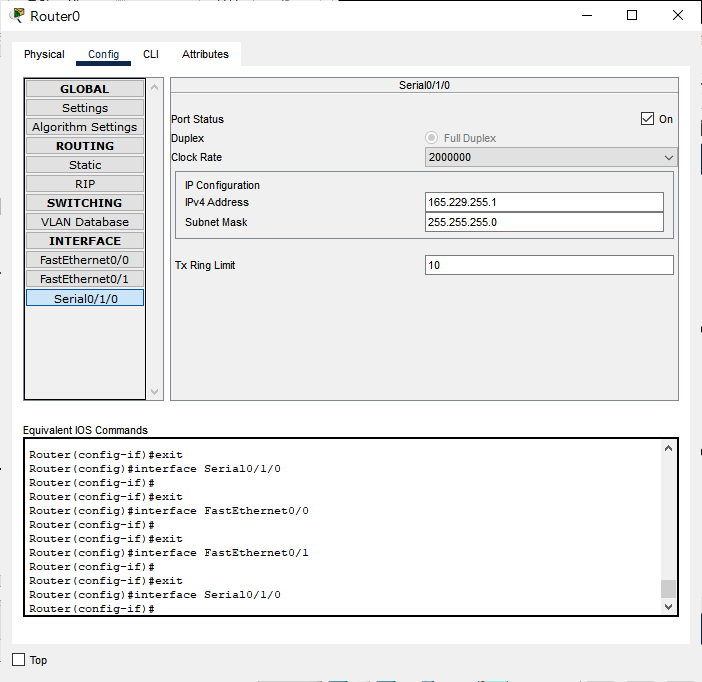 Router0
Physical Config CLI Attributes
GLOBAL
Settings
Algorithm Settings
ROUTING
Static
RIP
SWITCHING
VLAN Database
INTERFACE
FastEthernet0/0
FastEthernet0/1
Serial0/1/0
Serial0/1/0
Port Status On
Duplex Full Duplex
Clock Rate 2000000
IP Configuration
IPv4 Address 165.229.255.1
Subnet Mask 255.255.255.0
Tx Ring Limit 10
Equivalent IOS Commands
Router(config-if)#exit
Router(config)#interface Serial0/1/0
Router(config-if)#
Router(config-if)#exit
Router(config)#interface FastEthernet0/0
Router(config-if)#
Router(config-if)#exit
Router(config)#interface FastEthernet0/1
Router(config-if)#
Router(config-if)#exit
Router(config)#interface Serial0/1/0
Router(config-if)#
Top